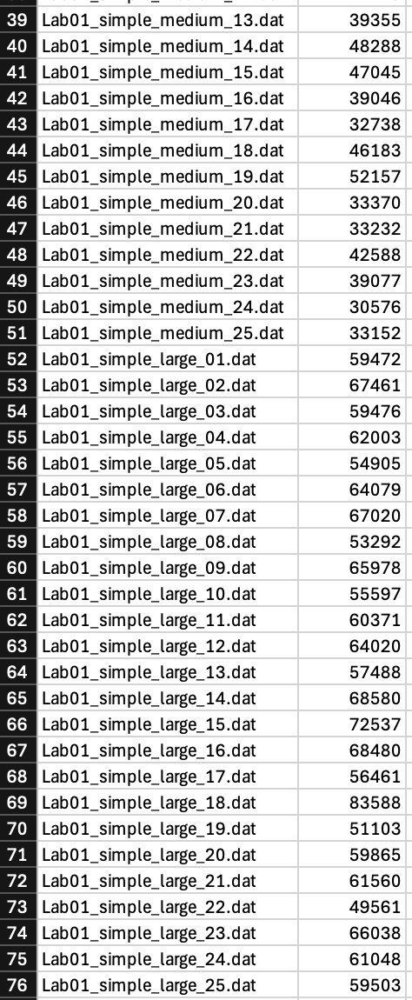 39 Lab01_simple_medium_13.dat 39355
40 Lab01_simple_medium_14.dat 48288
41 Lab01_simple_medium_15.dat 47045
42 Lab01_simple_medium_16.dat 39046
43 Lab01_simple_medium_17.dat 32738
44 Lab01_simple_medium_18.dat 46183
45 Lab01_simple_medium_19.dat 52157
46 Lab01_simple_medium_20.dat 33370
47 Lab01_simple_medium_21.dat 33232
48 Lab01_simple_medium_22.dat 42588
49 Lab01_simple_medium_23.dat 39077
50 Lab01_simple_medium_24.dat 30576
51 Lab01_simple_medium_25.dat 33152
52 Lab01_simple_large_01.dat 59472
53 Lab01_simple_large_02.dat 67461
54 Lab01_simple_large_03.dat 59476
55 Lab01_simple_large_04.dat 62003
56 Lab01_simple_large_05.dat 54905
57 Lab01_simple_large_06.dat 64079
58 Lab01_simple_large_07.dat 67020
59 Lab01_simple_large_08.dat 53292
60 Lab01_simple_large_09.dat 65978
61 Lab01_simple_large_10.dat 55597
62 Lab01_simple_large_11.dat 60371
63 Lab01_simple_large_12.dat 64020
64 Lab01_simple_large_13.dat 57488
65 Lab01_simple_large_14.dat 68580
66 Lab01_simple_large_15.dat 72537
67 Lab01_simple_large_16.dat 68480
68 Lab01_simple_large_17.dat 56461
69 Lab01_simple_large_18.dat 83588
70 Lab01_simple_large_19.dat 51103
71 Lab01_simple_large_20.dat 59865
72 Lab01_simple_large_21.dat 61560
73 Lab01_simple_large_22.dat 49561
74 Lab01_simple_large_23.dat 66038
75 Lab01_simple_large_24.dat 61048
76 Lab01_simple_large_25.dat 59503